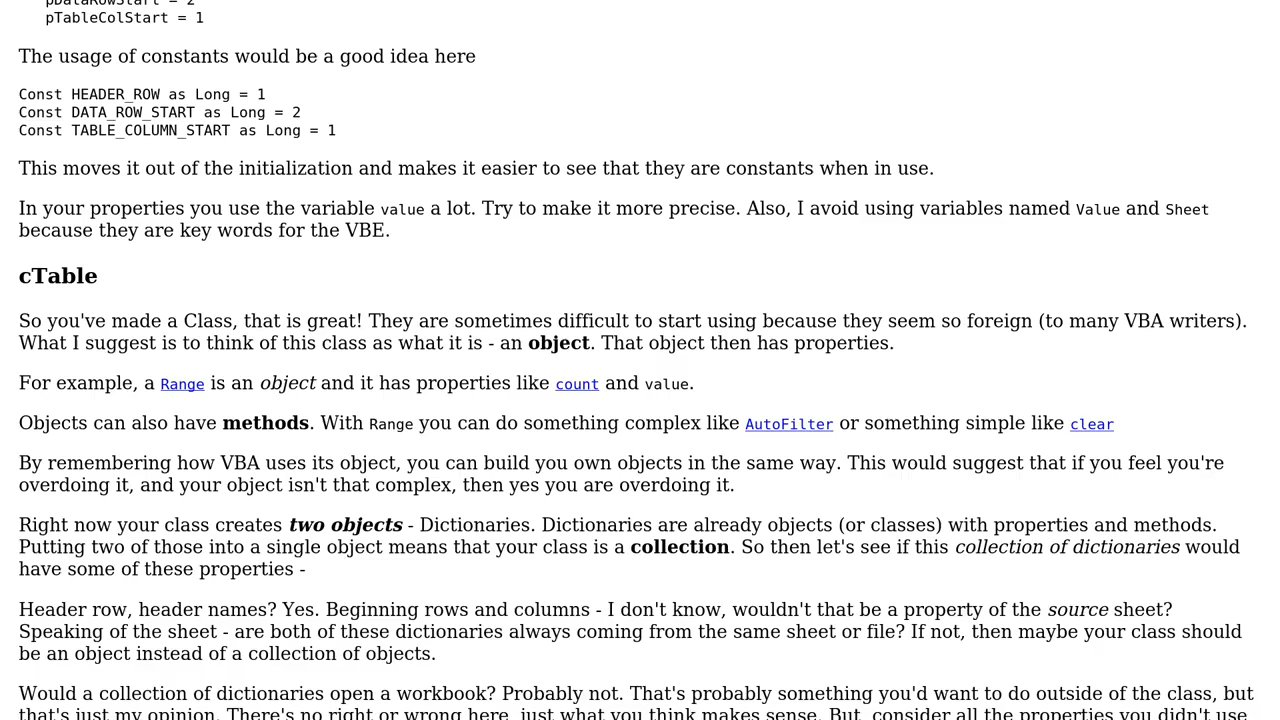 pDataRowStart = 2
pTableColStart = 1
The usage of constants would be a good idea here
Const HEADER_ROW as Long = 1
Const DATA_ROW_START as Long = 2
Const TABLE_COLUMN_START as Long = 1
This moves it out of the initialization and makes it easier to see that they are constants when in use.
In your properties you use the variable value a lot. Try to make it more precise. Also, I avoid using variables named Value and Sheet
because they are key words for the VBE.
cTable
So you've made a Class, that is great! They are sometimes difficult to start using because they seem so foreign (to many VBA writers).
What I suggest is to think of this class as what it is - an object. That object then has properties.
For example, a Range is an object and it has properties like count and value.
Objects can also have methods. With Range you can do something complex like AutoFilter or something simple like clear
By remembering how VBA uses its object, you can build you own objects in the same way. This would suggest that if you feel you're
overdoing it, and your object isn't that complex, then yes you are overdoing it.
Right now your class creates two objects - Dictionaries. Dictionaries are already objects (or classes) with properties and methods.
Putting two of those into a single object means that your class is a collection. So then let's see if this collection of dictionaries would
have some of these properties -
Header row, header names? Yes. Beginning rows and columns - I don't know, wouldn't that be a property of the source sheet?
Speaking of the sheet - are both of these dictionaries always coming from the same sheet or file? If not, then maybe your class should
be an object instead of a collection of objects.
Would a collection of dictionaries open a workbook? Probably not. That's probably something you'd want to do outside of the class, but
that's just my opinion. There's no right or wrong here, just what you think makes sense. But, consider all the properties you didn't use